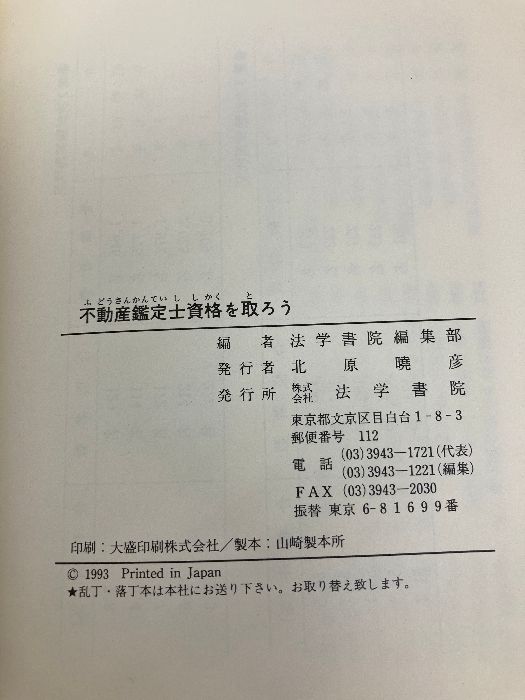 ふどうさんかんていし しかく と
不動産鑑定士資格を取ろう
編者 法学書院編集部
発行者 北原曉彦
発行所 株式会社 法学書院
東京都文京区目白台1-8-3
郵便番号 112
電話 (03)3943—1721(代表)
(03)3943—1221(編集)
FAX (03)3943—2030
振替 東京 6-81699番
印刷：大盛印刷株式会社／製本：山崎製本所
© 1993 Printed in Japan
★乱丁・落丁本は本社にお送り下さい。お取り替え致します。